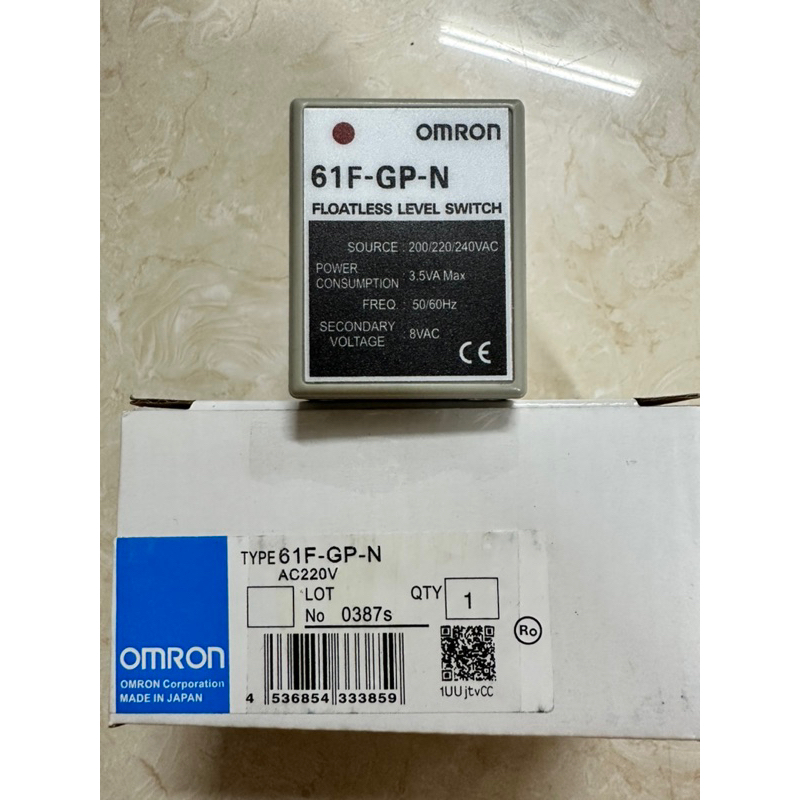 OMRON
61F-GP-N
FLOATLESS LEVEL SWITCH
SOURCE : 200/220/240VAC
POWER CONSUMPTION : 3.5VA Max
FREQ. : 50/60Hz
SECONDARY VOLTAGE : 8VAC
CE
TYPE 61F-GP-N
AC220V
LOT No 0387s
QTY 1
Ro
OMRON
OMRON Corporation
MADE IN JAPAN
4 536854 333859
1UUjtvCC